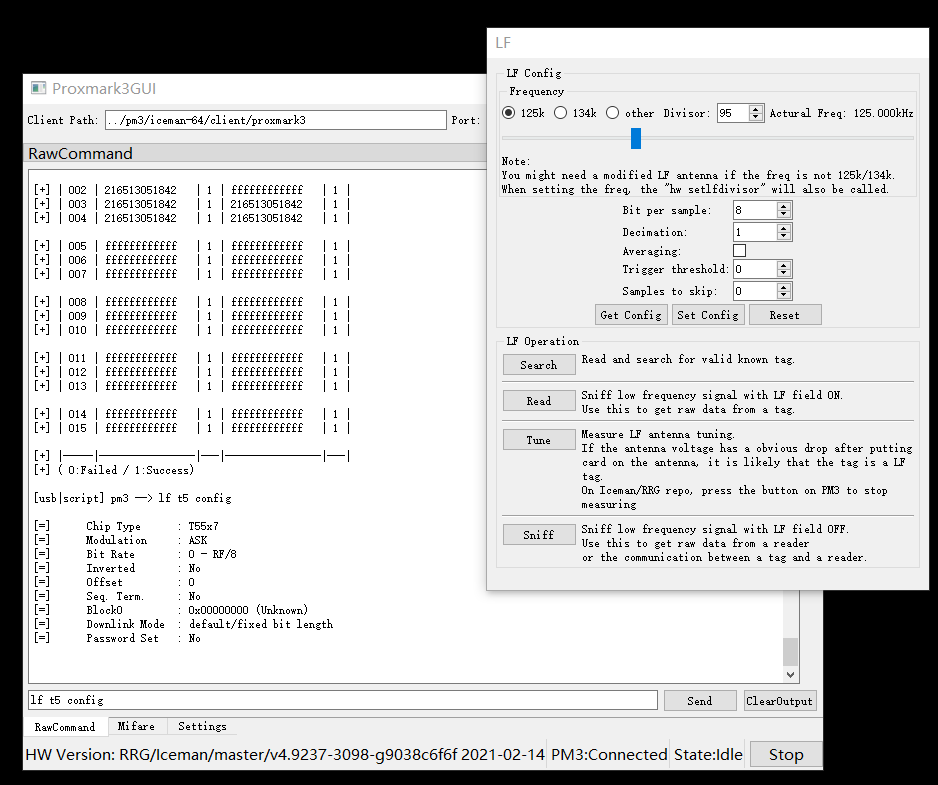 Proxmark3GUI
Client Path: ../pm3/iceman-64/client/proxmark3 Port:
RawCommand
[+] | 002 | 216513051842 | 1 | ffffffffffff | 1 |
[+] | 003 | 216513051842 | 1 | 216513051842 | 1 |
[+] | 004 | 216513051842 | 1 | 216513051842 | 1 |
[+] | 005 | ffffffffffff | 1 | ffffffffffff | 1 |
[+] | 006 | ffffffffffff | 1 | ffffffffffff | 1 |
[+] | 007 | ffffffffffff | 1 | ffffffffffff | 1 |
[+] | 008 | ffffffffffff | 1 | ffffffffffff | 1 |
[+] | 009 | ffffffffffff | 1 | ffffffffffff | 1 |
[+] | 010 | ffffffffffff | 1 | ffffffffffff | 1 |
[+] | 011 | ffffffffffff | 1 | ffffffffffff | 1 |
[+] | 012 | ffffffffffff | 1 | ffffffffffff | 1 |
[+] | 013 | ffffffffffff | 1 | ffffffffffff | 1 |
[+] | 014 | ffffffffffff | 1 | ffffffffffff | 1 |
[+] | 015 | ffffffffffff | 1 | ffffffffffff | 1 |
[+] |-----|----------------|---|----------------|---|
[+] ( 0:Failed / 1:Success)
[usb|script] pm3 --> lf t5 config
[=] Chip Type : T55x7
[=] Modulation : ASK
[=] Bit Rate : 0 - RF/8
[=] Inverted : No
[=] Offset : 0
[=] Seq. Term. : No
[=] Block0 : 0x00000000 (Unknown)
[=] Downlink Mode : default/fixed bit length
[=] Password Set : No
lf t5 config
Send
ClearOutput
RawCommand Mifare Settings
HW Version: RRG/Iceman/master/v4.9237-3098-g9038c6f6f 2021-02-14 PM3:Connected State:Idle Stop
LF
LF Config
Frequency
125k 134k other Divisor: 95 Actural Freq: 125.000kHz
Note:
You might need a modified LF antenna if the freq is not 125k/134k.
When setting the freq, the "hw setlfdivisor" will also be called.
Bit per sample: 8
Decimation: 1
Averaging:
Trigger threshold: 0
Samples to skip: 0
Get Config Set Config Reset
LF Operation
Search
Read and search for valid known tag.
Read
Sniff low frequency signal with LF field ON.
Use this to get raw data from a tag.
Tune
Measure LF antenna tuning.
If the antenna voltage has a obvious drop after putting
card on the antenna, it is likely that the tag is a LF
tag.
On Iceman/RRG repo, press the button on PM3 to stop
measuring
Sniff
Sniff low frequency signal with LF field OFF.
Use this to get raw data from a reader
or the communication between a tag and a reader.